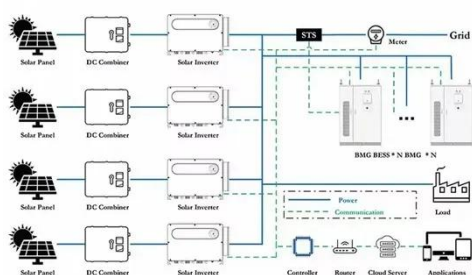 STS
Meter
Grid
Solar Panel DC Combiner Solar Inverter
Solar Panel DC Combiner Solar Inverter
BMG BESS * N BMG * N
Solar Panel DC Combiner Solar Inverter
Power
Communication
Load
Solar Panel DC Combiner Solar Inverter
Controller Router Cloud Server Applications